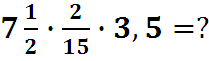 7 1/2 · 2/15 · 3, 5 =?